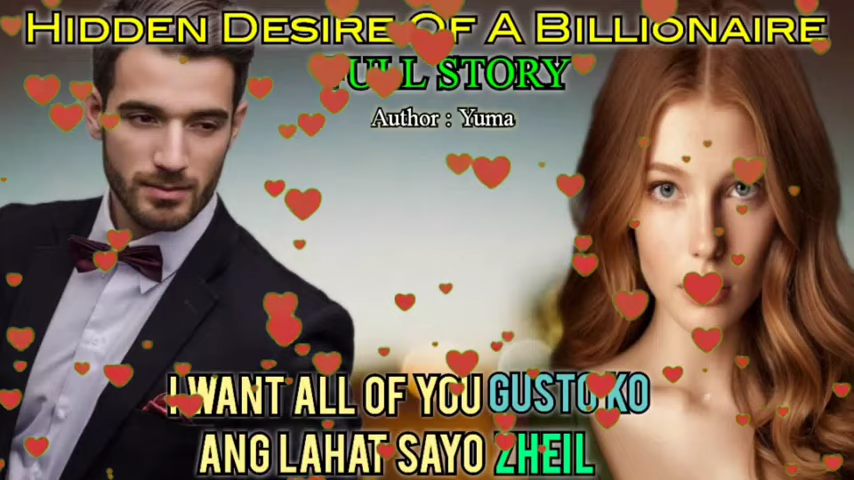 HIDDEN DESIRE OF A BILLIONAIRE
FULL STORY
Author : Yuma
I WANT ALL OF YOU GUSTO KO
ANG LAHAT SAYO ZHEIL